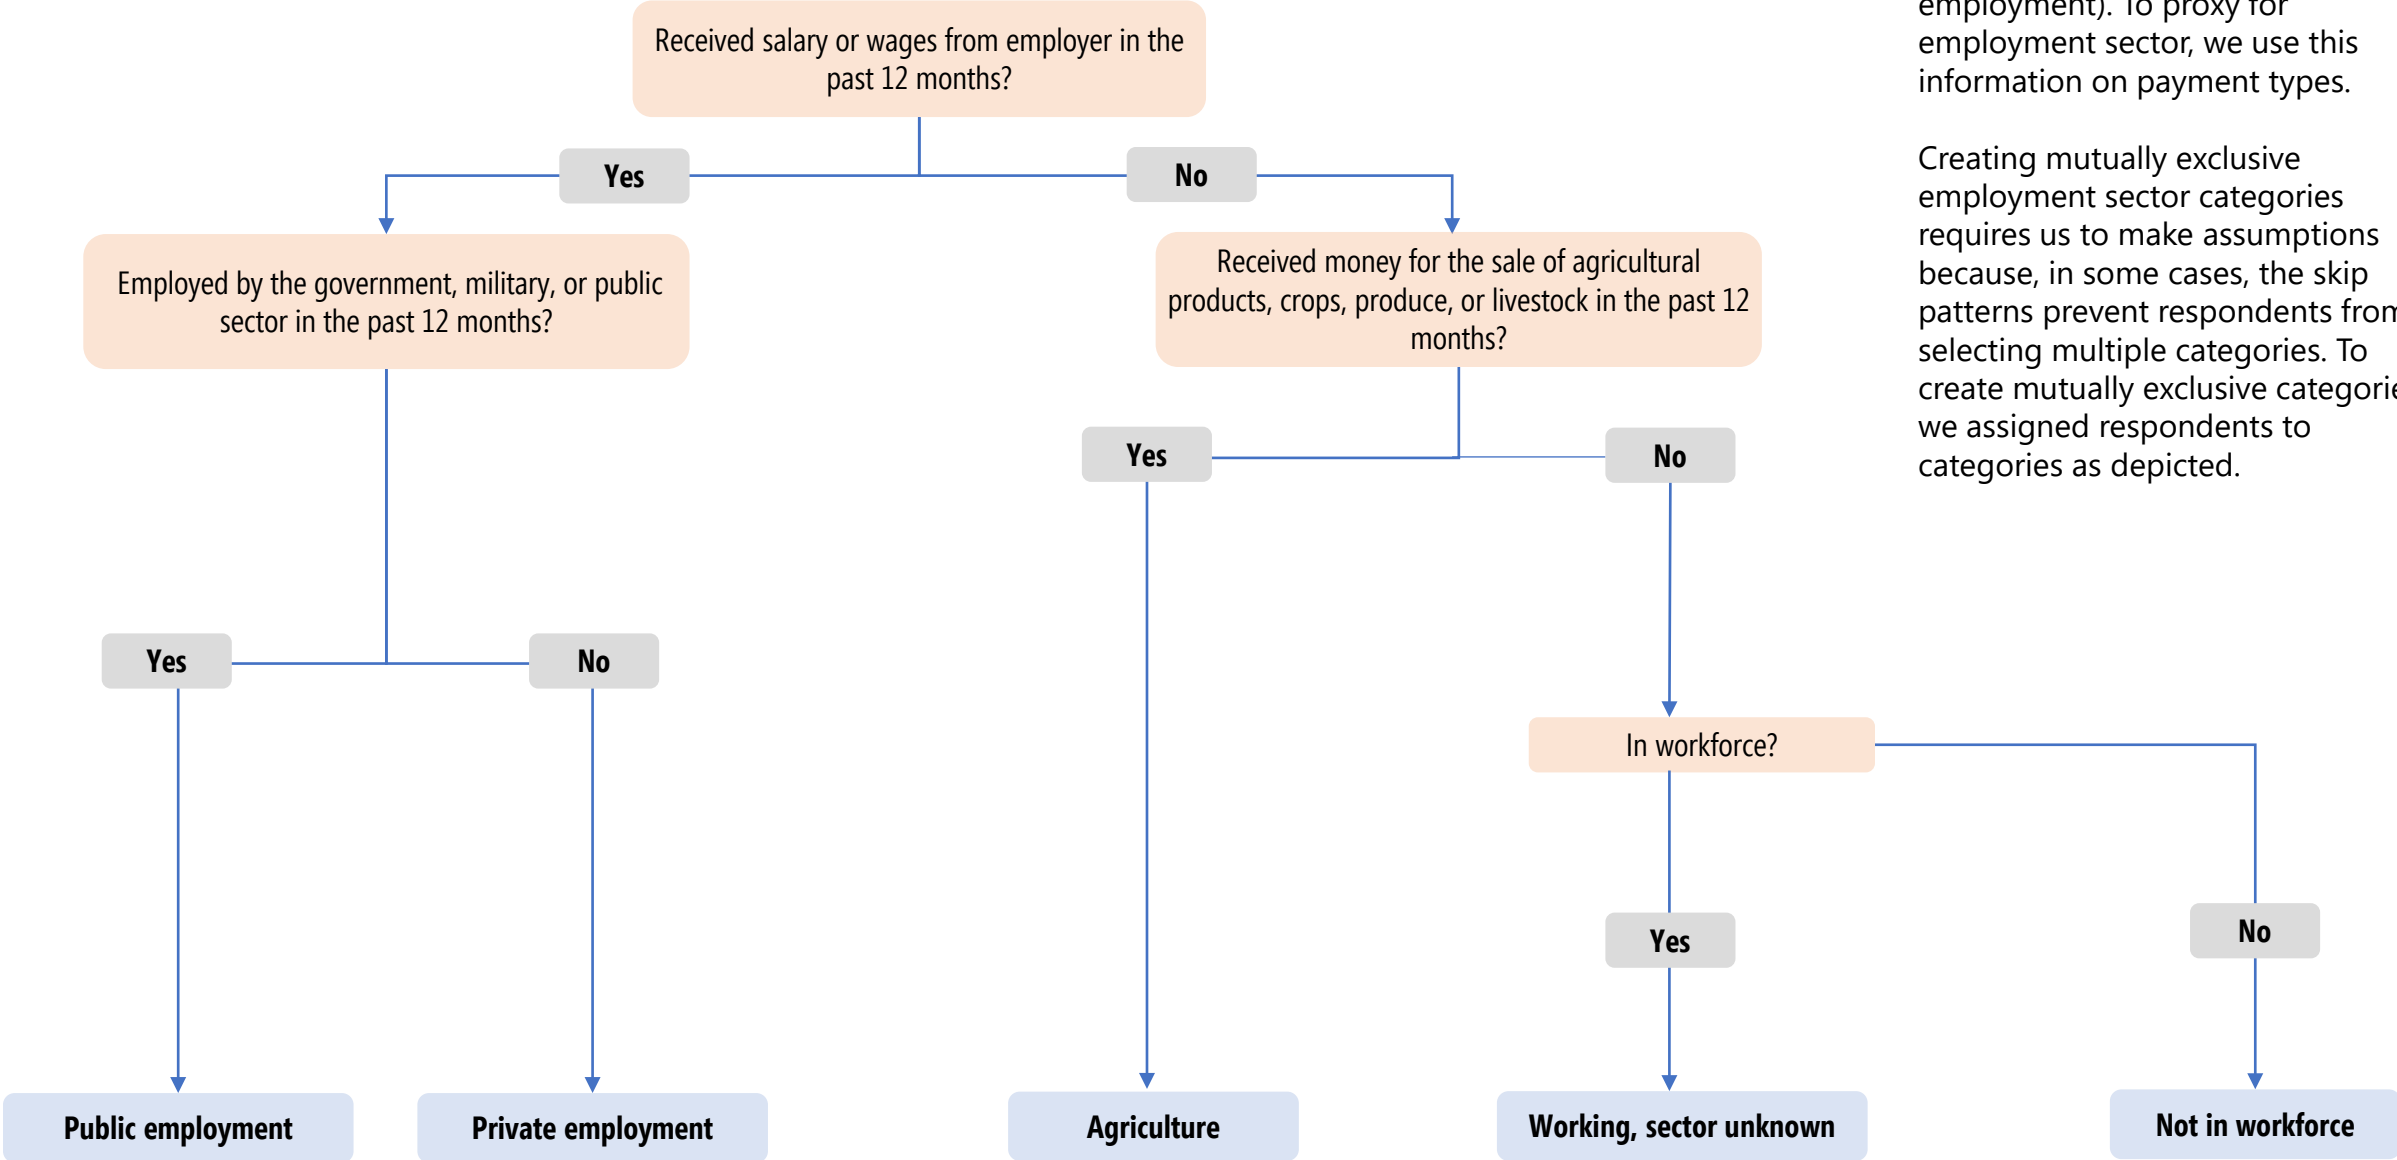 Received salary or wages from employer in the
past 12 months?
Yes
No
Employed by the government, military, or public
sector in the past 12 months?
Received money for the sale of agricultural
products, crops, produce, or livestock in the past 12
months?
Yes
No
Yes
No
In workforce?
Yes
No
Public employment
Private employment
Agriculture
Working, sector unknown
Not in workforce
employment). To proxy for
employment sector, we use this
information on payment types.
Creating mutually exclusive
employment sector categories
requires us to make assumptions
because, in some cases, the skip
patterns prevent respondents from
selecting multiple categories. To
create mutually exclusive categorie
we assigned respondents to
categories as depicted.